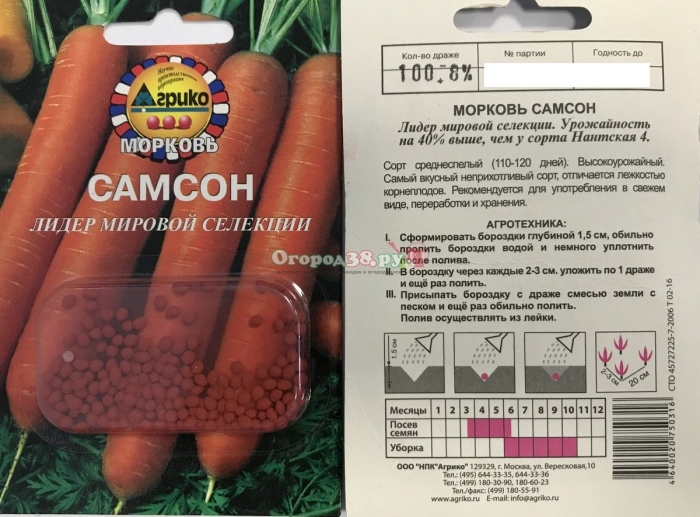 Научно
производственная
корпорация
Агрико
МОРКОВЬ
САМСОН
ЛИДЕР МИРОВОЙ СЕЛЕКЦИИ
Огород38.ру
Кол-во драже
№ партии
Годность до
100±8%
МОРКОВЬ САМСОН
Лидер мировой селекции. Урожайность
на 40% выше, чем у сорта Нантская 4.
Сорт среднеспелый (110-120 дней). Высокоурожайный.
Самый вкусный неприхотливый сорт, отличается лежкостью
корнеплодов. Рекомендуется для употребления в свежем
виде, переработки и хранения.
АГРОТЕХНИКА:
I. Сформировать бороздки глубиной 1,5 см, обильно
пролить бороздки водой и немного уплотнить
после полива.
II. В бороздку через каждые 2-3 см. уложить по 1 драже
и ещё раз полить.
III. Присыпать бороздку с драже смесью земли с
песком и ещё раз обильно полить.
Полив осуществлять из лейки.
1,5 см
2-3 см
20 см
Месяцы 1 2 3 4 5 6 7 8 9 10 11 12
Посев
семян
Уборка
ООО "НПК"Агрико" 129329, г. Москва, ул. Вересковая,10
Тел.: (495) 644-33-35, 644-33-36
Тел.: (499) 180-30-90, 180-60-23
Тел./факс: (499) 180-55-91
www.agriko.ru e-mail: agriko@agriko.ru
СТО 45727225-7-2006 Т 02-16
4640020750316